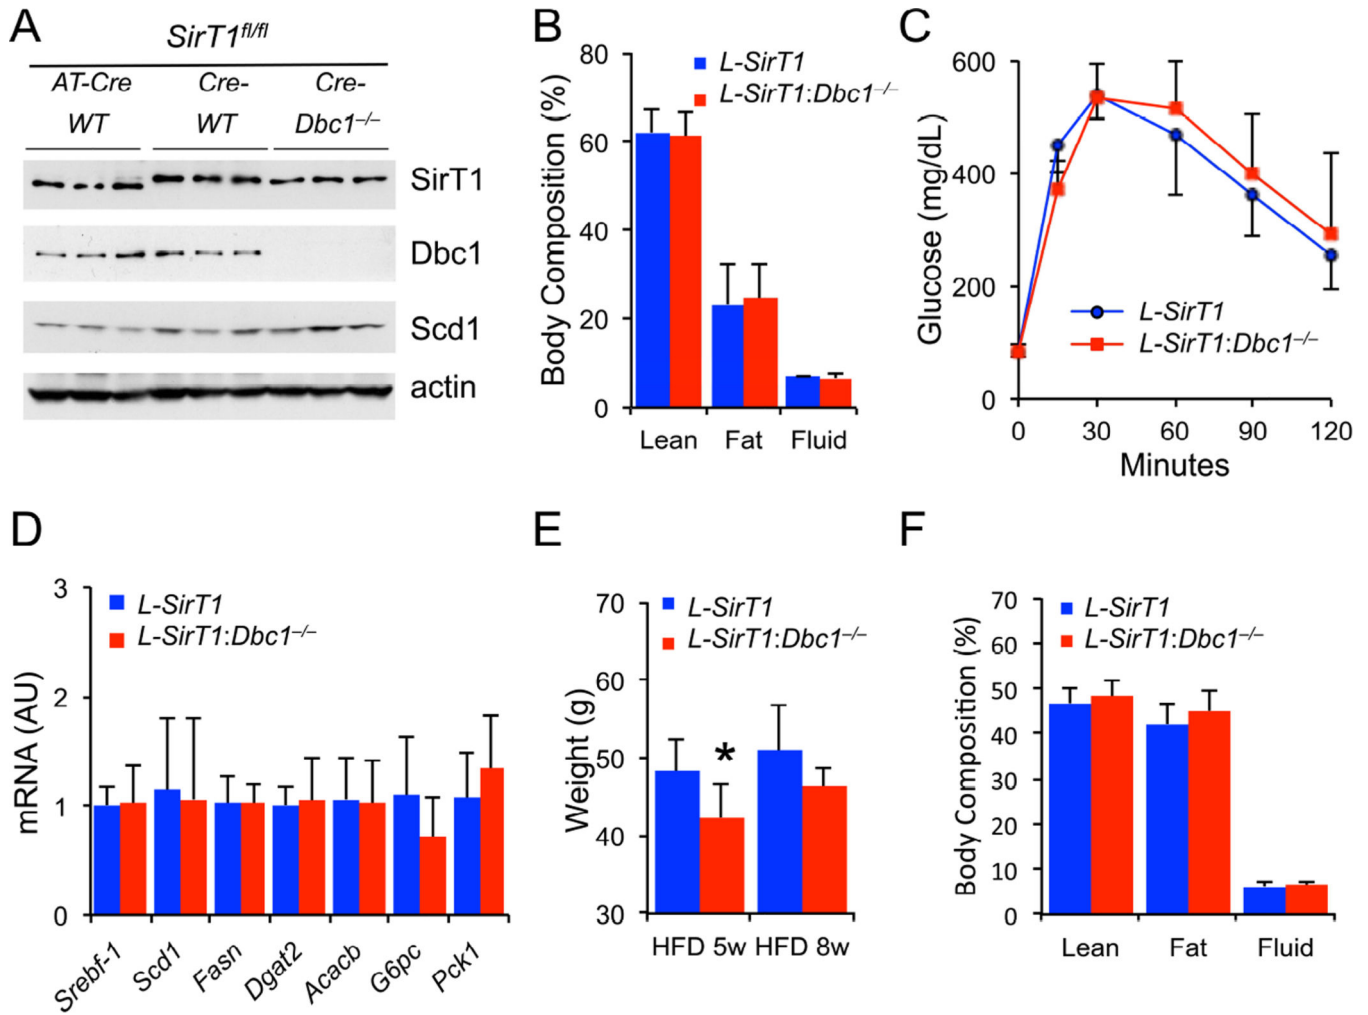 A
SirT1fl/fl
AT-Cre Cre- Cre-
WT WT Dbc1–/–
SirT1
Dbc1
Scd1
actin
B
L-SirT1
L-SirT1:Dbc1–/–
Body Composition (%)
80
60
40
20
0
Lean Fat Fluid
C
Glucose (mg/dL)
600
400
200
0
L-SirT1
L-SirT1:Dbc1–/–
0 30 60 90 120
Minutes
D
L-SirT1
L-SirT1:Dbc1–/–
mRNA (AU)
3
2
1
0
Srebf-1 Scd1 Fasn Dgat2 Acacb G6pc Pck1
E
L-SirT1
L-SirT1:Dbc1–/–
Weight (g)
70
60
50
40
30
*
HFD 5w HFD 8w
F
L-SirT1
L-SirT1:Dbc1–/–
Body Composition (%)
70
60
50
40
30
20
10
0
Lean Fat Fluid